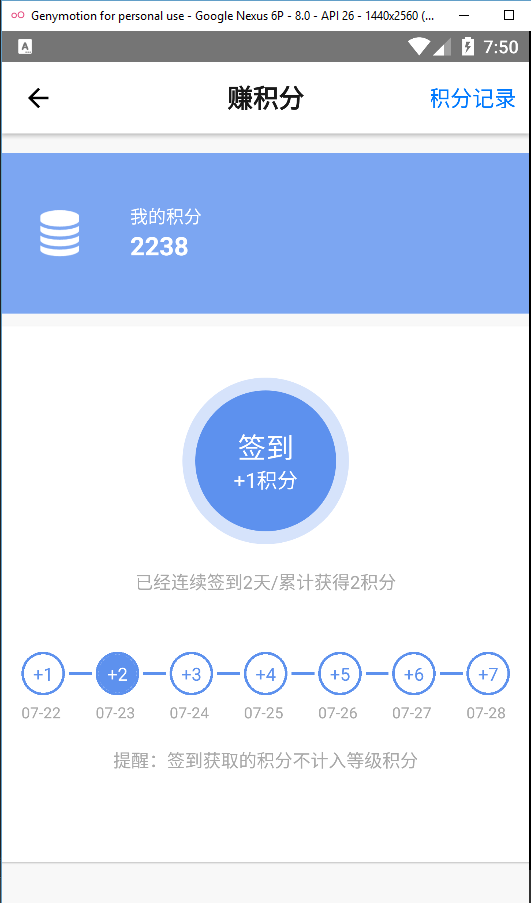 Genymotion for personal use - Google Nexus 6P - 8.0 - API 26 - 1440x2560 (...
A
7:50
赚积分
积分记录
我的积分
2238
签到
+1积分
已经连续签到2天/累计获得2积分
+1 +2 +3 +4 +5 +6 +7
07-22 07-23 07-24 07-25 07-26 07-27 07-28
提醒：签到获取的积分不计入等级积分